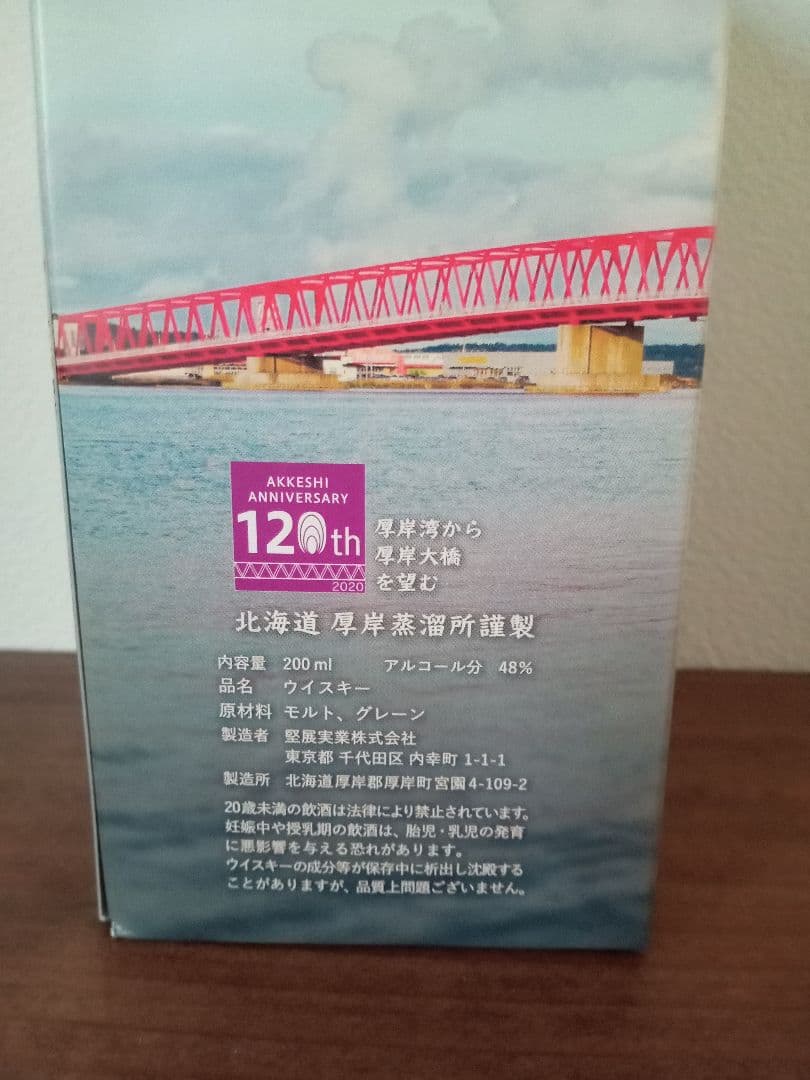 AKKESHI
ANNIVERSARY
120th
2020
厚岸湾から
厚岸大橋
を望む
北海道 厚岸蒸溜所謹製
内容量 200 ml アルコール分 48%
品名 ウイスキー
原材料 モルト、グレーン
製造者 堅展実業株式会社
東京都 千代田区 内幸町 1-1-1
製造所 北海道厚岸郡厚岸町宮園4-109-2
20歳未満の飲酒は法律により禁止されています。
妊娠中や授乳期の飲酒は、胎児・乳児の発育
に悪影響を与える恐れがあります。
ウイスキーの成分等が保存中に析出し沈殿する
ことがありますが、品質上問題ございません。